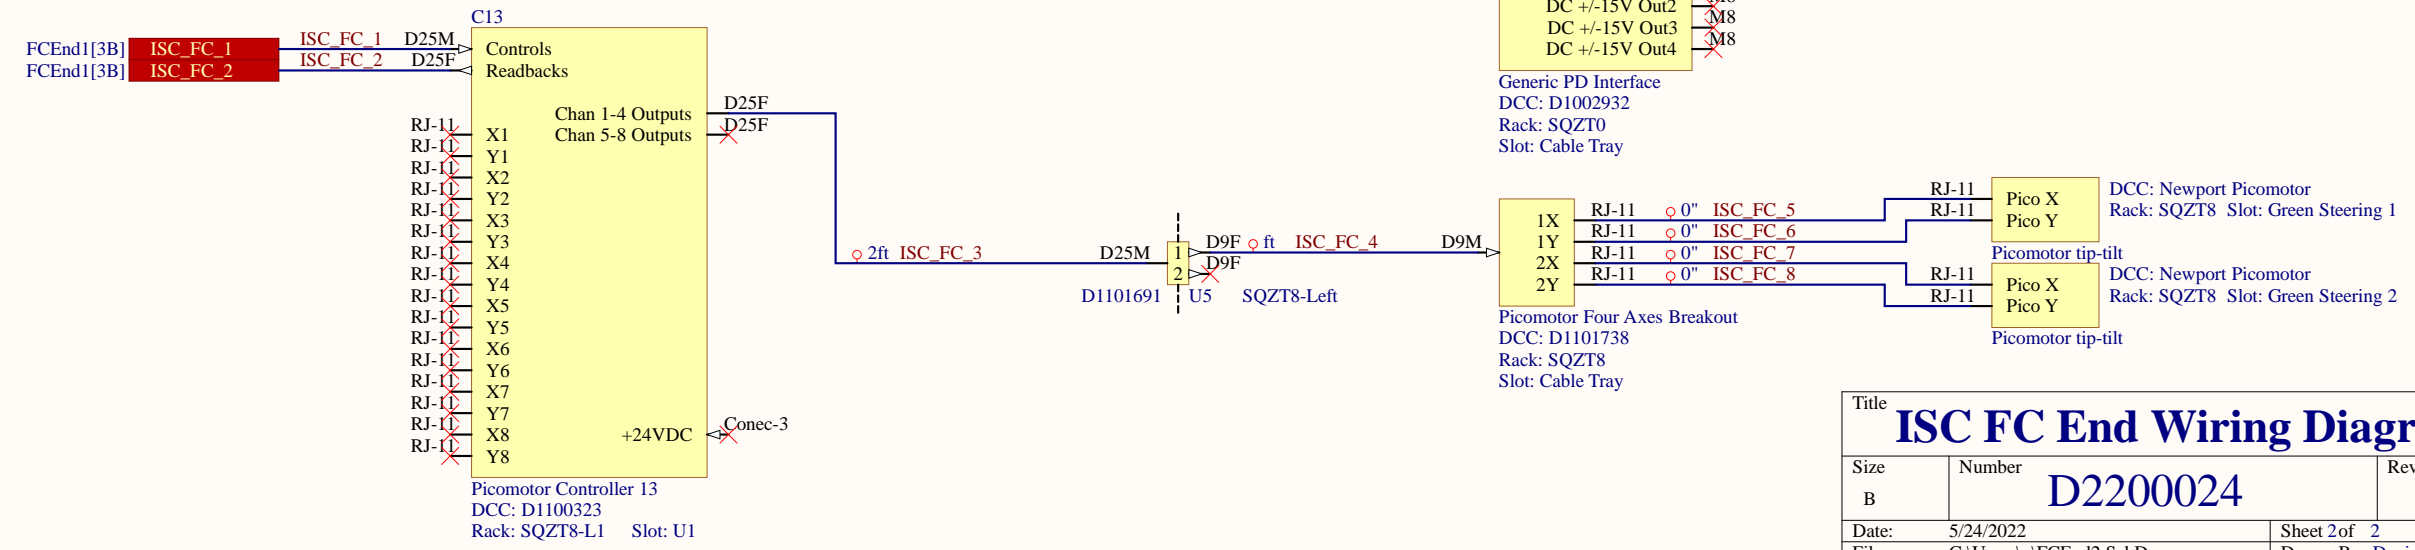 C13
FCEnd1[3B] ISC_FC_1 ISC_FC_1 D25M Controls
FCEnd1[3B] ISC_FC_2 ISC_FC_2 D25F Readbacks
Chan 1-4 Outputs D25F
Chan 5-8 Outputs D25F
RJ-11 X1
RJ-11 Y1
RJ-11 X2
RJ-11 Y2
RJ-11 X3
RJ-11 Y3
RJ-11 X4
RJ-11 Y4
RJ-11 X5
RJ-11 Y5
RJ-11 X6
RJ-11 Y6
RJ-11 X7
RJ-11 Y7
RJ-11 X8
RJ-11 Y8
+24VDC Conec-3
Picomotor Controller 13
DCC: D1100323
Rack: SQZT8-L1 Slot: U1
2ft ISC_FC_3 D25M
1 D9F ft ISC_FC_4 D9M
2 D9F
D1101691 U5 SQZT8-Left
DC +/-15V Out2
DC +/-15V Out3 M8
DC +/-15V Out4 M8
Generic PD Interface
DCC: D1002932
Rack: SQZT0
Slot: Cable Tray
1X RJ-11 0" ISC_FC_5
1Y RJ-11 0" ISC_FC_6
2X RJ-11 0" ISC_FC_7
2Y RJ-11 0" ISC_FC_8
Picomotor Four Axes Breakout
DCC: D1101738
Rack: SQZT8
Slot: Cable Tray
RJ-11 Pico X
RJ-11 Pico Y
DCC: Newport Picomotor
Rack: SQZT8 Slot: Green Steering 1
Picomotor tip-tilt
RJ-11 Pico X
RJ-11 Pico Y
DCC: Newport Picomotor
Rack: SQZT8 Slot: Green Steering 2
Picomotor tip-tilt
Title
ISC FC End Wiring Diagr
Size Number Rev
B D2200024
Date: 5/24/2022 Sheet 2 of 2